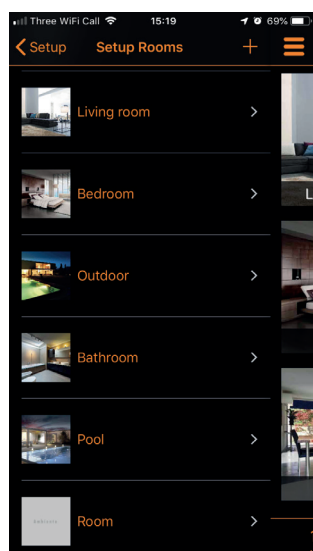 Three WiFi Call 15:19 69%
Setup Setup Rooms +
Living room
L
Bedroom
Outdoor
Bathroom
Pool
Room